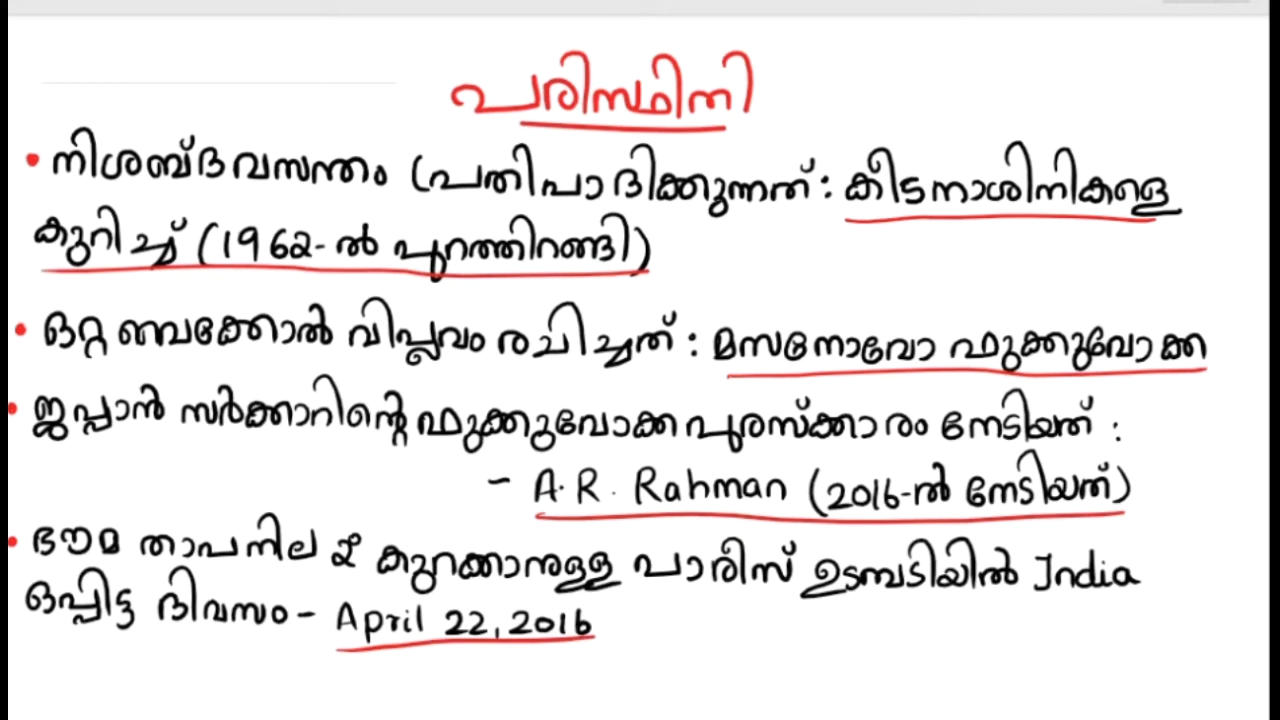 പരിസ്ഥിതി
• നിശബ്ദവസന്തം പ്രതിപാദിക്കുന്നത് : കീടനാശിനികളെ
കുറിച്ച് (1962-ൽ പുറത്തിറങ്ങി)
• ഒറ്റ വൈക്കോൽ വിപ്ലവം രചിച്ചത് : മസനോവോ ഫുക്കുവോക്ക
• ജപ്പാൻ സർക്കാറിന്റെ ഫുക്കുവോക്ക പുരസ്ക്കാരം നേടിയത് :
- A.R. Rahman (2016-ൽ നേടിയത്)
• ഭൗമ താപനില കുറക്കാനുള്ള പാരീസ് ഉടമ്പടിയിൽ India
ഒപ്പിട്ട ദിവസം - April 22, 2016